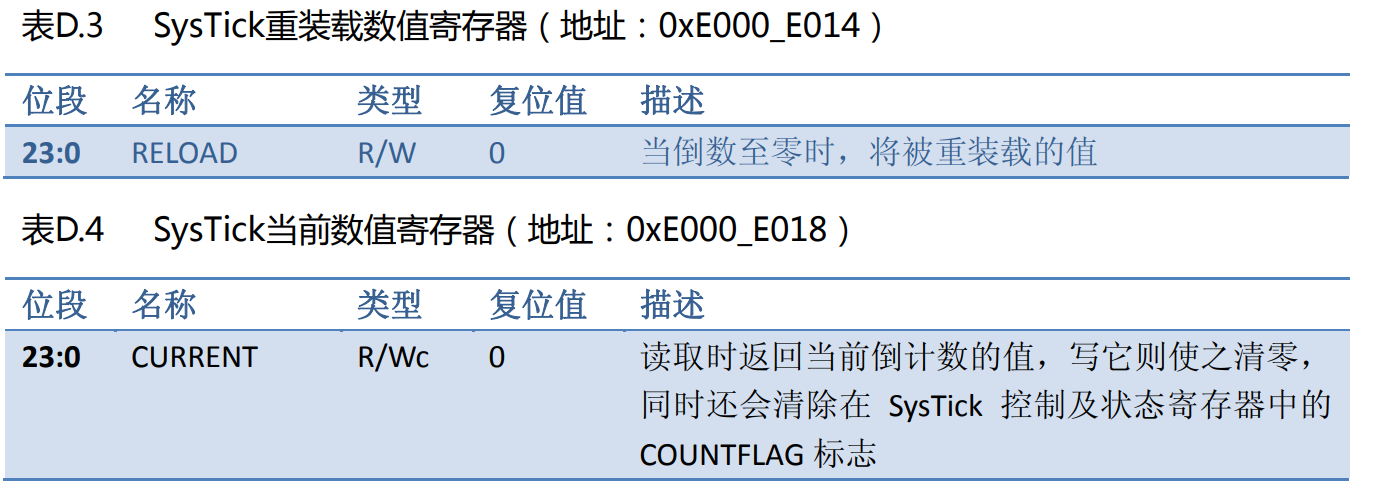 表D.3 SysTick重装载数值寄存器（地址：0xE000_E014）
位段 名称 类型 复位值 描述
23:0 RELOAD R/W 0 当倒数至零时，将被重装载的值
表D.4 SysTick当前数值寄存器（地址：0xE000_E018）
位段 名称 类型 复位值 描述
23:0 CURRENT R/Wc 0 读取时返回当前倒计数的值，写它则使之清零，
同时还会清除在 SysTick 控制及状态寄存器中的
COUNTFLAG 标志